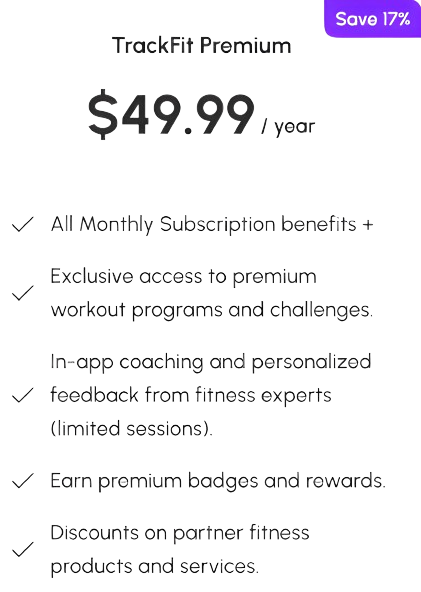 Save 17%
TrackFit Premium
$49.99 / year
All Monthly Subscription benefits +
Exclusive access to premium
workout programs and challenges.
In-app coaching and personalized
feedback from fitness experts
(limited sessions).
Earn premium badges and rewards.
Discounts on partner fitness
products and services.